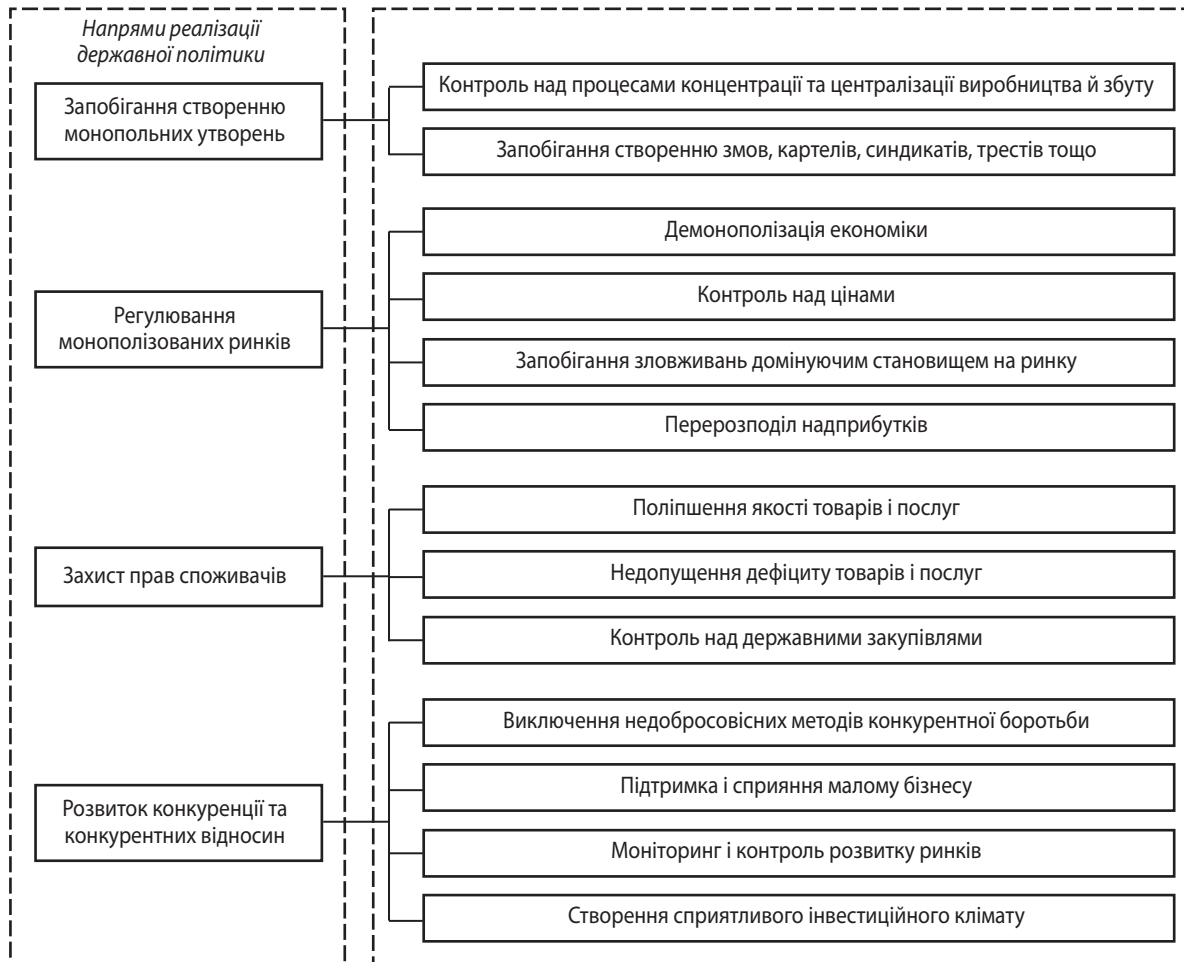 Напрями реалізації
державної політики
Запобігання створенню
монопольних утворень
Контроль над процесами концентрації та централізації виробництва й збуту
Запобігання створенню змов, картелів, синдикатів, трестів тощо
Регулювання
монополізованих ринків
Демонополізація економіки
Контроль над цінами
Запобігання зловживань домінуючим становищем на ринку
Перерозподіл надприбутків
Захист прав споживачів
Поліпшення якості товарів і послуг
Недопущення дефіциту товарів і послуг
Контроль над державними закупівлями
Розвиток конкуренції та
конкурентних відносин
Виключення недобросовісних методів конкурентної боротьби
Підтримка і сприяння малому бізнесу
Моніторинг і контроль розвитку ринків
Створення сприятливого інвестиційного клімату